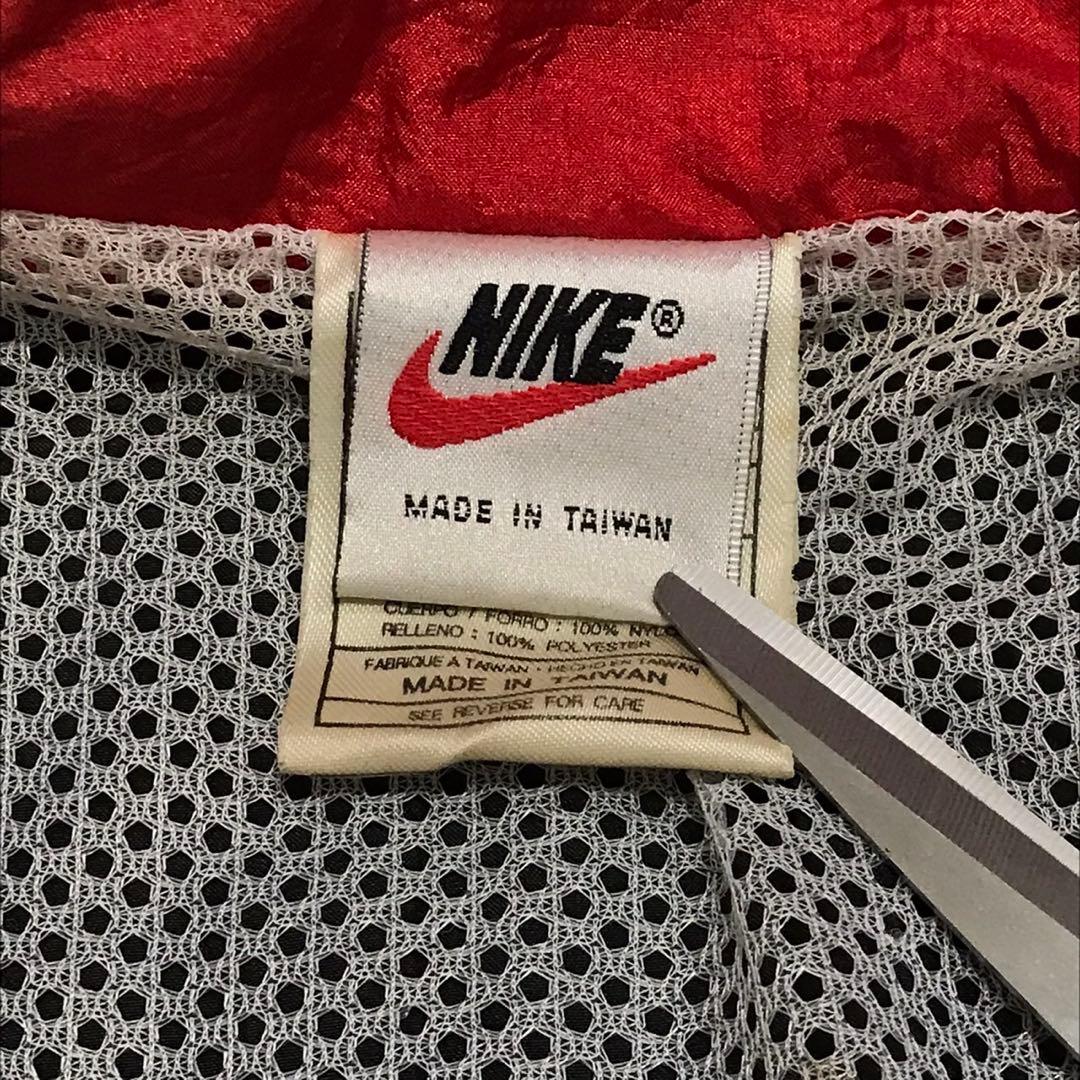 NIKE®
MADE IN TAIWAN
CUERPO / FORRO : 100% NYLO
RELLENO : 100% POLYESTER
FABRIQUE A TAIWAN · HECHO EN TAIWAN
MADE IN TAIWAN
SEE REVERSE FOR CARE